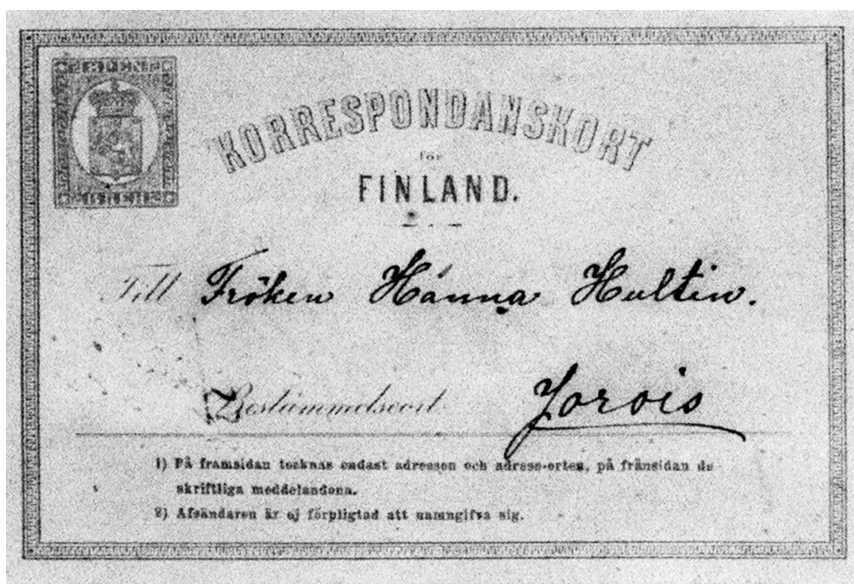 KORRESPONDANSKORT
för
FINLAND.
Till Fröken Hanna Hultin.
Bestämmelseort Jorois
1) På framsidan tecknas endast adressen och adress-orten, på frånsidan de
skriftliga meddelandena.
2) Afsändaren är ej förpligtad att namngifva sig.